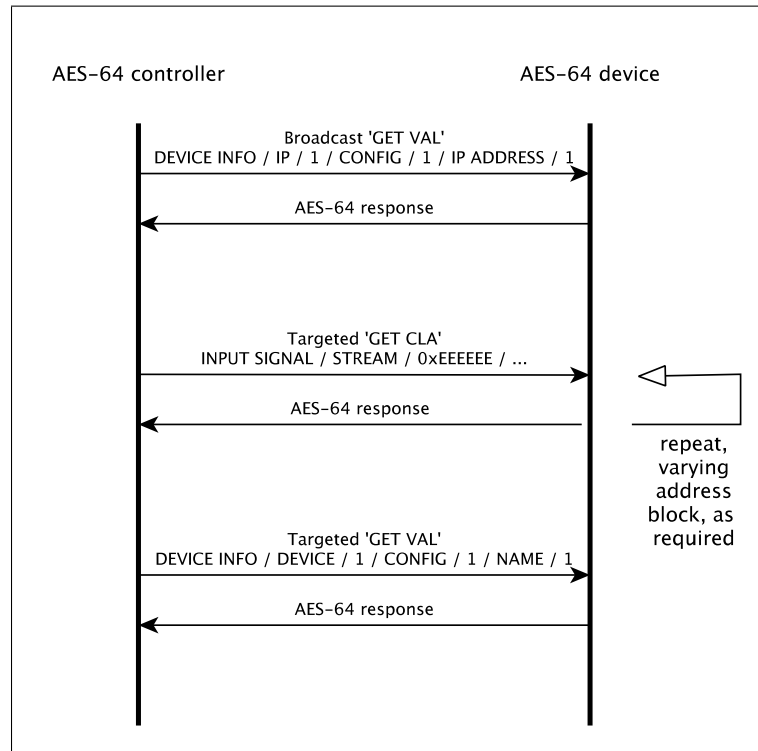 AES-64 controller
AES-64 device
Broadcast 'GET VAL'
DEVICE INFO / IP / 1 / CONFIG / 1 / IP ADDRESS / 1
AES-64 response
Targeted 'GET CLA'
INPUT SIGNAL / STREAM / 0xEEEEEE / ...
AES-64 response
repeat,
varying
address
block, as
required
Targeted 'GET VAL'
DEVICE INFO / DEVICE / 1 / CONFIG / 1 / NAME / 1
AES-64 response